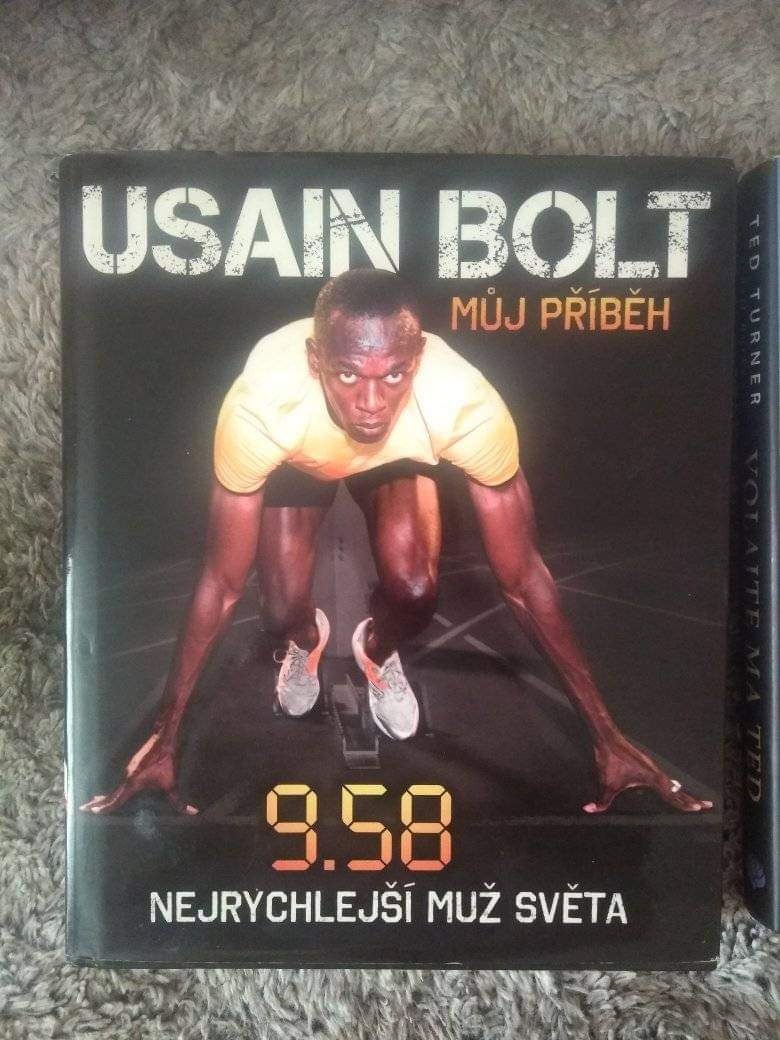 USAIN BOLT
MŮJ PŘÍBĚH
9.58
NEJRYCHLEJŠÍ MUŽ SVĚTA
TED TURNER VOLAJTE MA TED